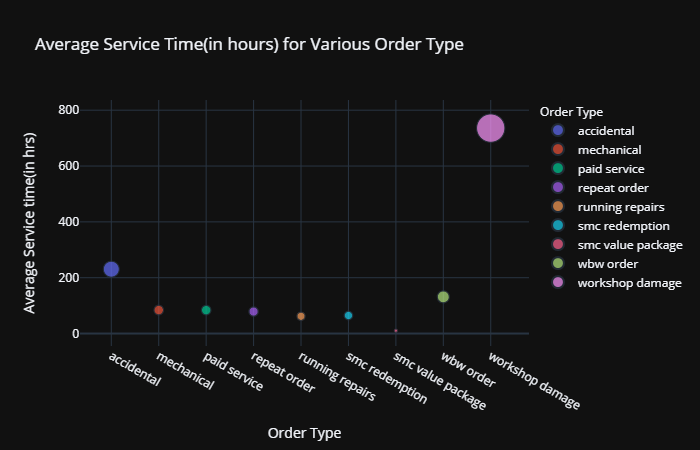 Average Service Time(in hours) for Various Order Type
Order Type
accidental
mechanical
paid service
repeat order
running repairs
smc redemption
smc value package
wbw order
workshop damage
Average Service time(in hrs)
800
600
400
200
0
accidental
mechanical
paid service
repeat order
running repairs
smc redemption
smc value package
wbw order
workshop damage
Order Type